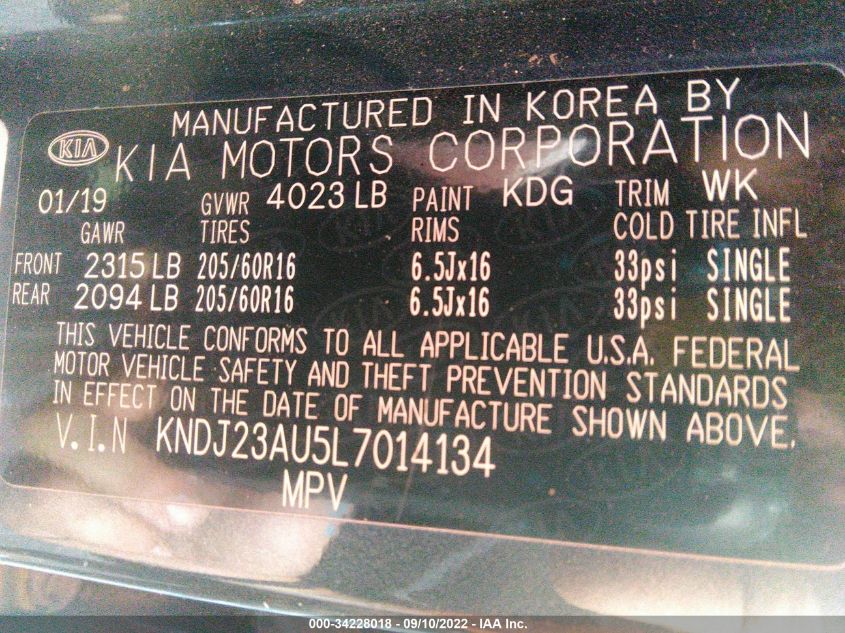 MANUFACTURED IN KOREA BY
KIA KIA MOTORS CORPORATION
01/19 GVWR 4023 LB PAINT KDG TRIM WK
GAWR TIRES RIMS COLD TIRE INFL
FRONT 2315 LB 205/60R16 6.5Jx16 33psi SINGLE
REAR 2094 LB 205/60R16 6.5Jx16 33psi SINGLE
THIS VEHICLE CONFORMS TO ALL APPLICABLE U.S.A. FEDERAL
MOTOR VEHICLE SAFETY AND THEFT PREVENTION STANDARDS
IN EFFECT ON THE DATE OF MANUFACTURE SHOWN ABOVE.
V.I.N KNDJ23AU5L7014134
MPV
000-34228018 - 09/10/2022 - IAA Inc.